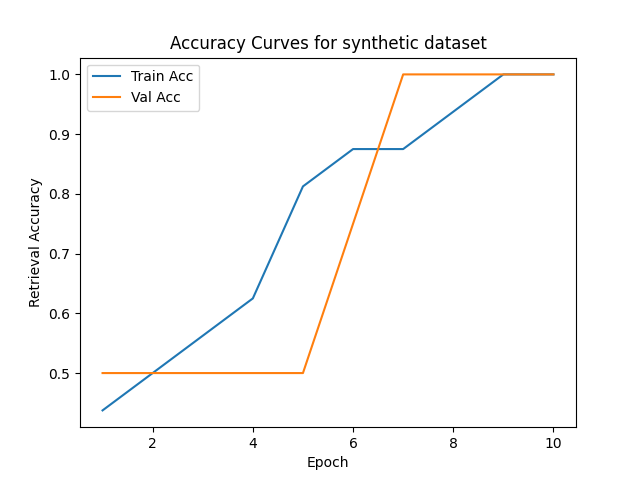 Accuracy Curves for synthetic dataset
Train Acc
Val Acc
Retrieval Accuracy
1.0
0.9
0.8
0.7
0.6
0.5
2 4 6 8 10
Epoch